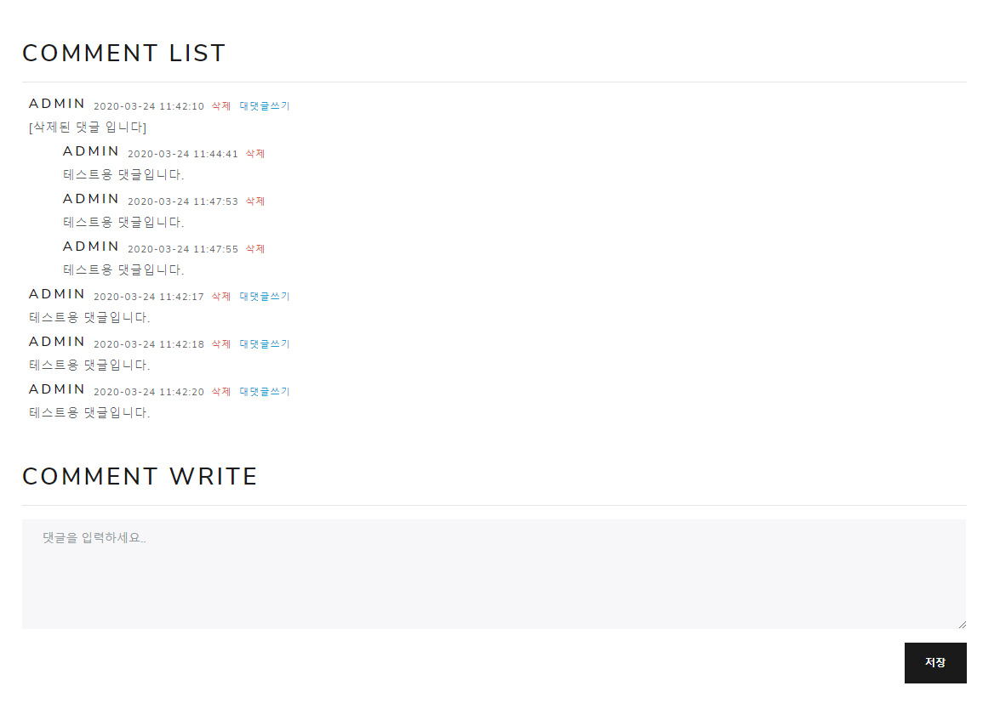 COMMENT LIST
ADMIN 2020-03-24 11:42:10 삭제 대댓글쓰기
[삭제된 댓글 입니다]
ADMIN 2020-03-24 11:44:41 삭제
테스트용 댓글입니다.
ADMIN 2020-03-24 11:47:53 삭제
테스트용 댓글입니다.
ADMIN 2020-03-24 11:47:55 삭제
테스트용 댓글입니다.
ADMIN 2020-03-24 11:42:17 삭제 대댓글쓰기
테스트용 댓글입니다.
ADMIN 2020-03-24 11:42:18 삭제 대댓글쓰기
테스트용 댓글입니다.
ADMIN 2020-03-24 11:42:20 삭제 대댓글쓰기
테스트용 댓글입니다.
COMMENT WRITE
댓글을 입력하세요..
저장